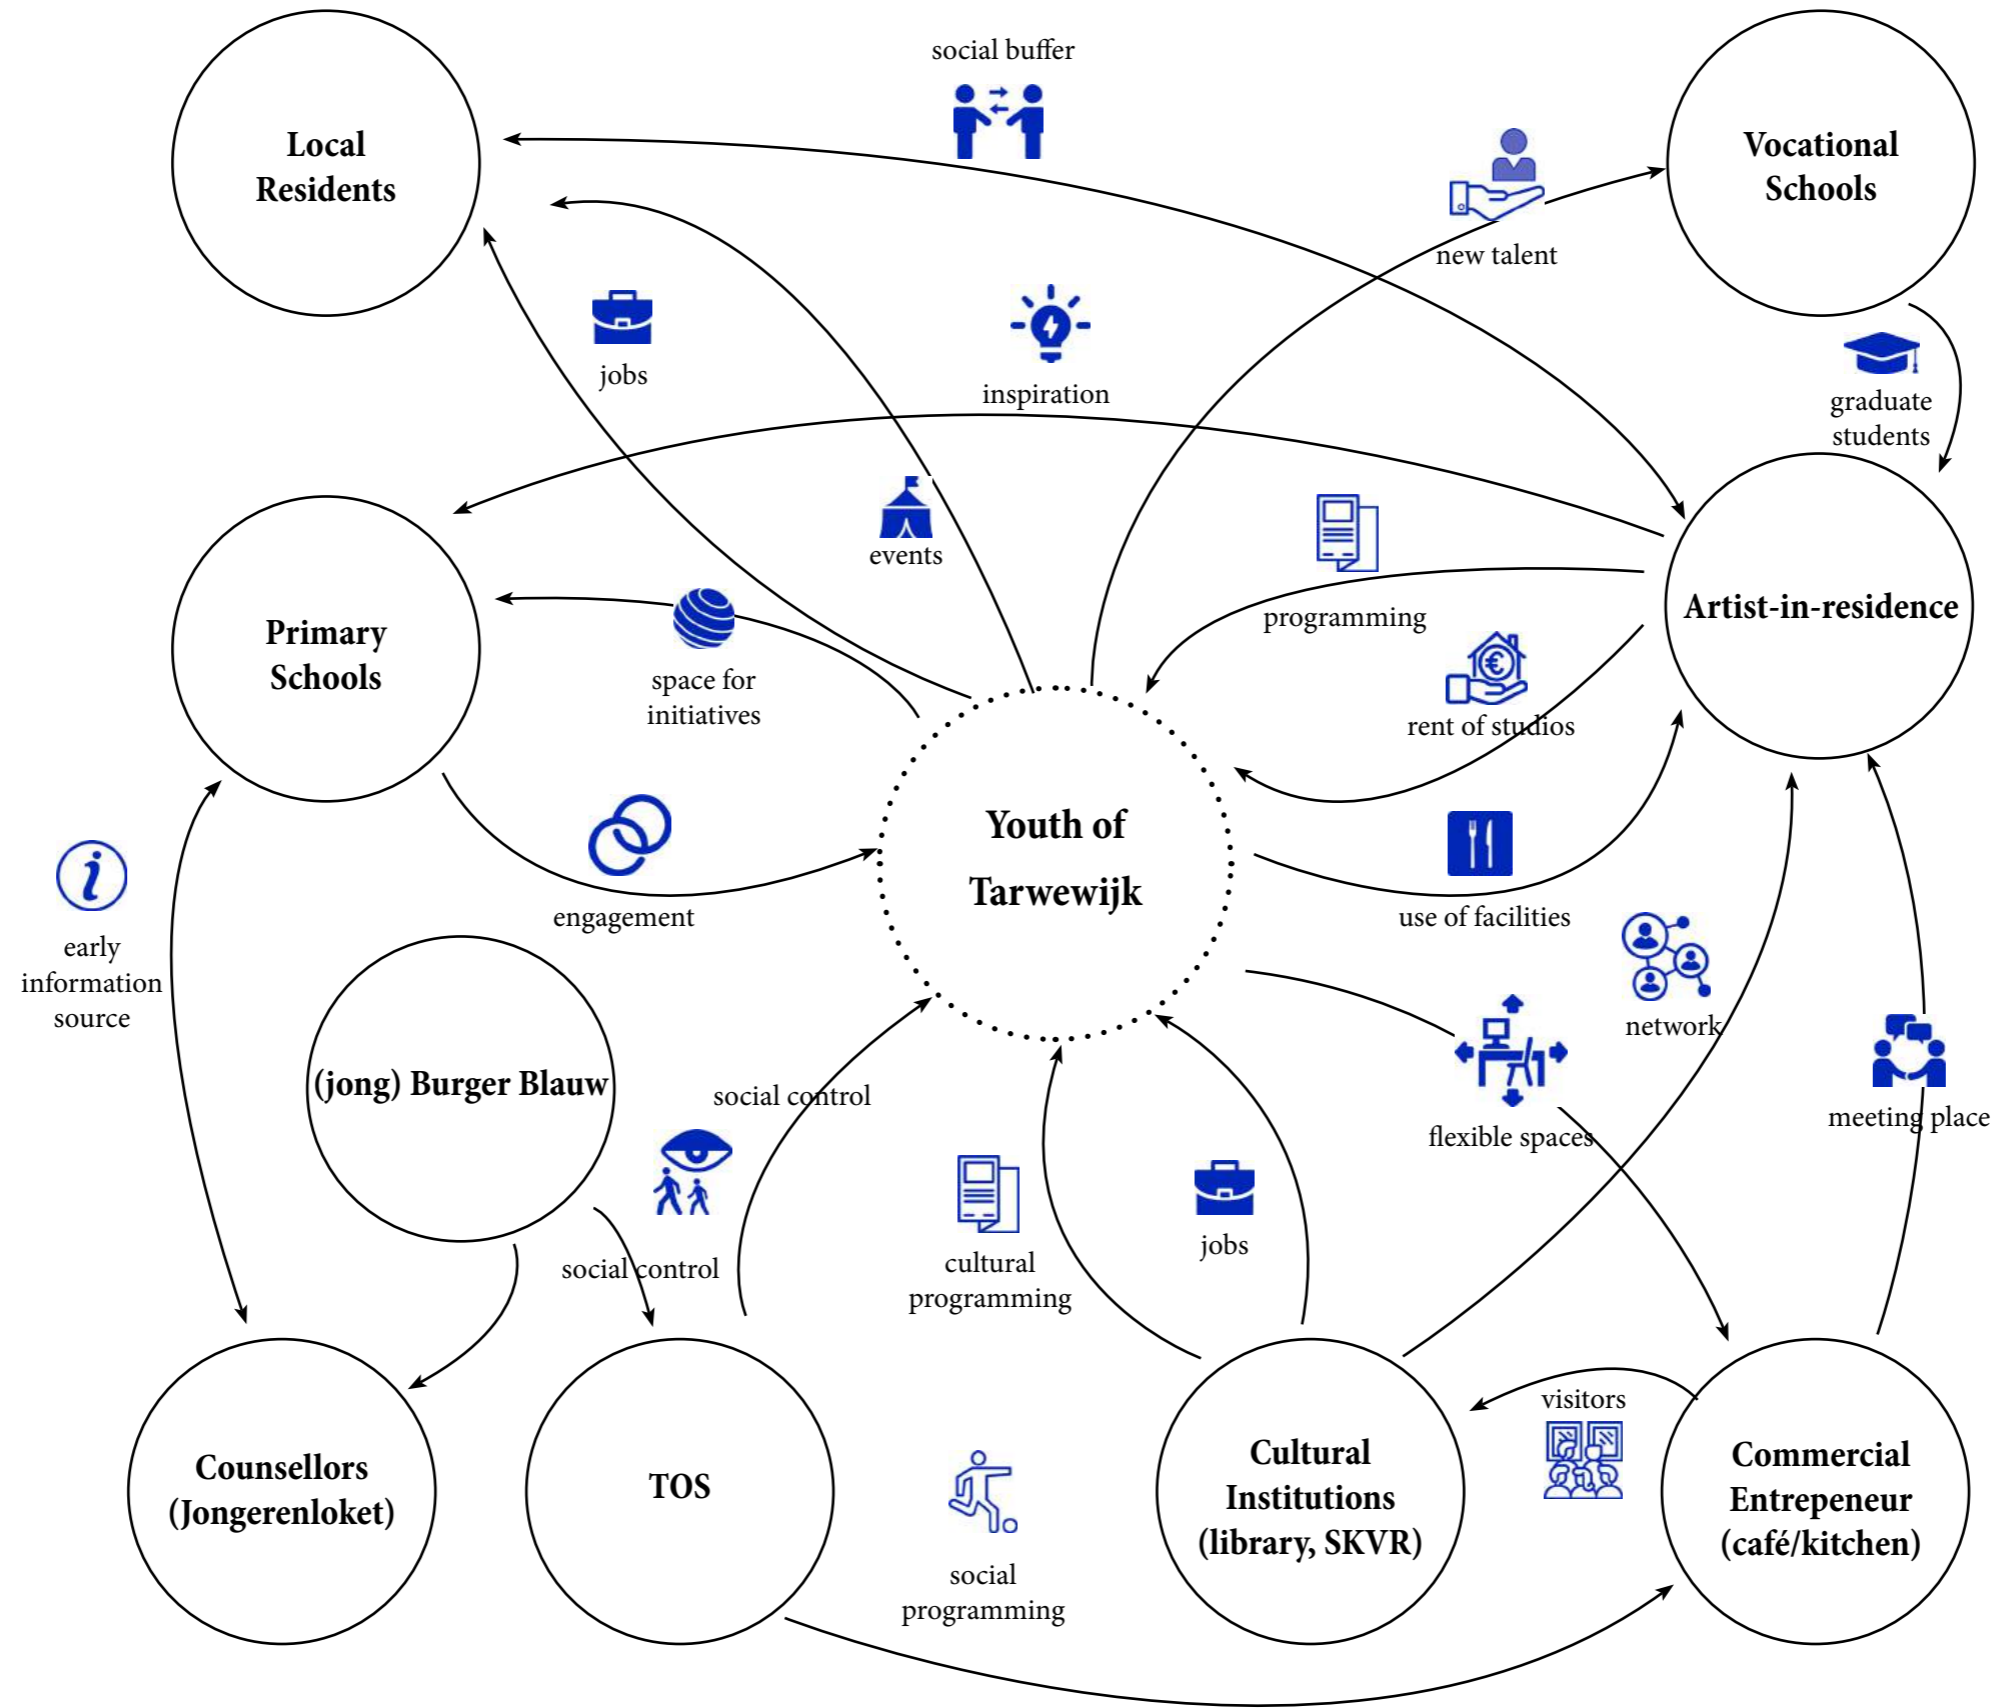 social buffer
Local
Residents
Vocational
Schools
new talent
jobs
inspiration
graduate
students
events
programming
Artist-in-residence
Primary
Schools
space for
initiatives
€
rent of studios
Youth of
Tarwewijk
engagement
use of facilities
i
early
information
source
network
(jong) Burger Blauw
social control
flexible spaces
meeting place
social control
cultural
programming
jobs
visitors
Counsellors
(Jongerenloket)
TOS
Cultural
Institutions
(library, SKVR)
Commercial
Entrepeneur
(café/kitchen)
social
programming